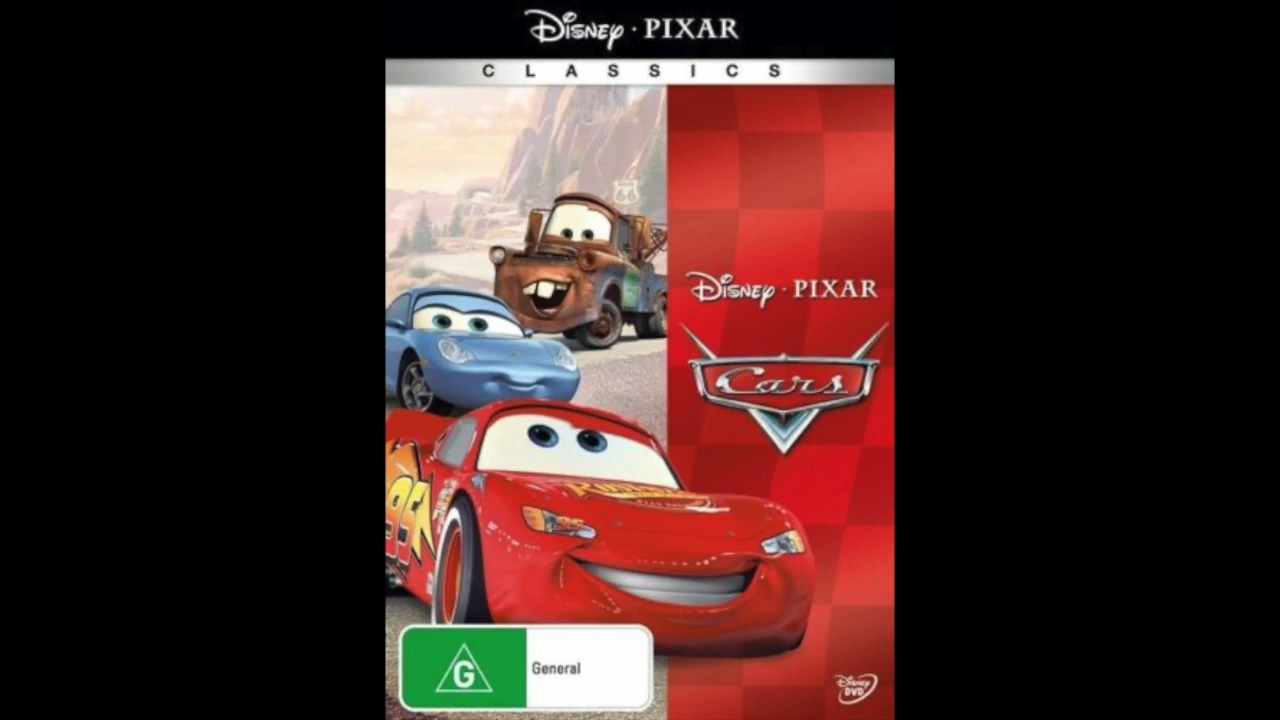 Disney · PIXAR
CLASSICS
Disney · PIXAR
Cars
95
G
General
Disney
DVD